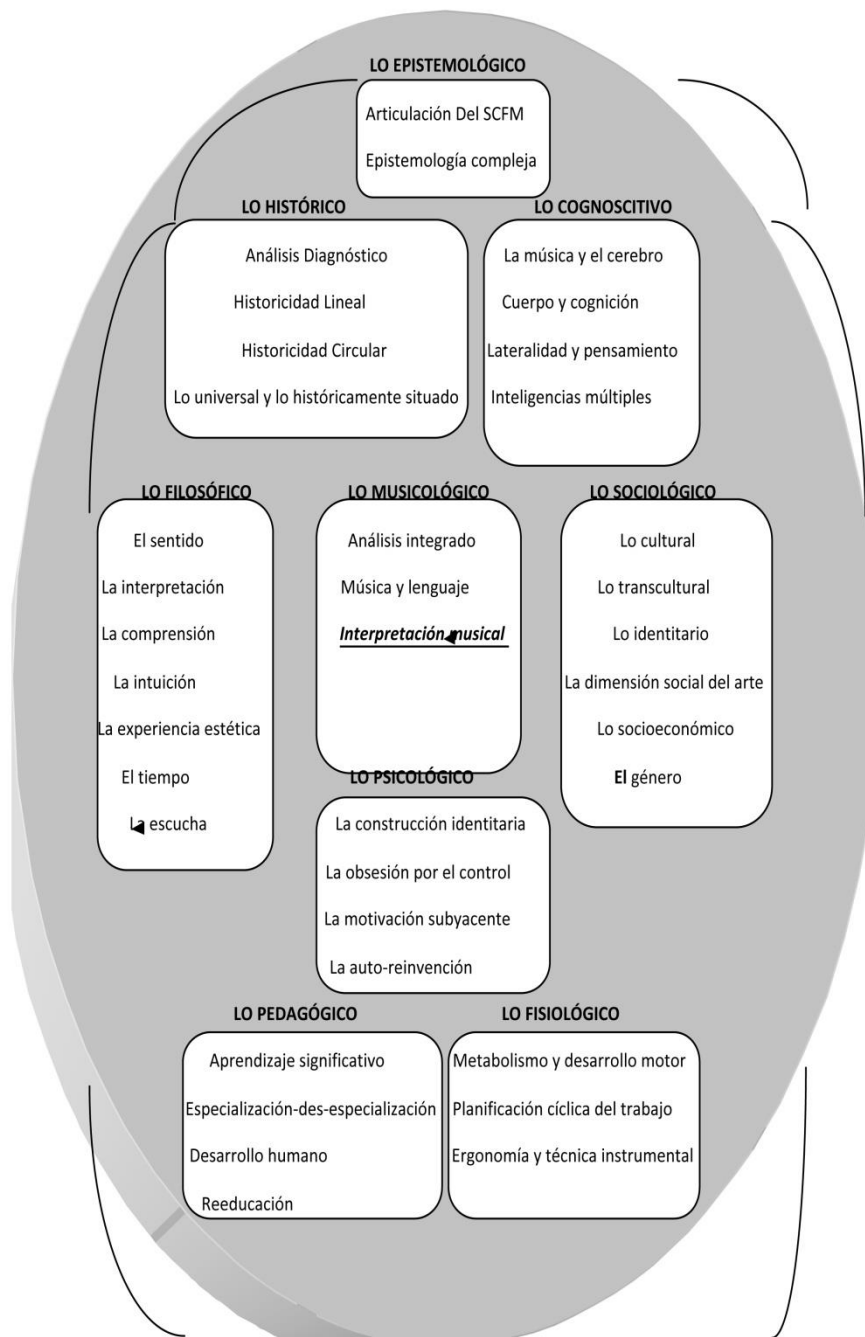 LO EPISTEMOLÓGICO
Articulación Del SCFM
Epistemología compleja
LO HISTÓRICO
Análisis Diagnóstico
Historicidad Lineal
Historicidad Circular
Lo universal y lo históricamente situado
LO COGNOSCITIVO
La música y el cerebro
Cuerpo y cognición
Lateralidad y pensamiento
Inteligencias múltiples
LO FILOSÓFICO
El sentido
La interpretación
La comprensión
La intuición
La experiencia estética
El tiempo
La escucha
LO MUSICOLÓGICO
Análisis integrado
Música y lenguaje
Interpretación musical
LO SOCIOLÓGICO
Lo cultural
Lo transcultural
Lo identitario
La dimensión social del arte
Lo socioeconómico
El género
LO PSICOLÓGICO
La construcción identitaria
La obsesión por el control
La motivación subyacente
La auto-reinvención
LO PEDAGÓGICO
Aprendizaje significativo
Especialización-des-especialización
Desarrollo humano
Reeducación
LO FISIOLÓGICO
Metabolismo y desarrollo motor
Planificación cíclica del trabajo
Ergonomía y técnica instrumental